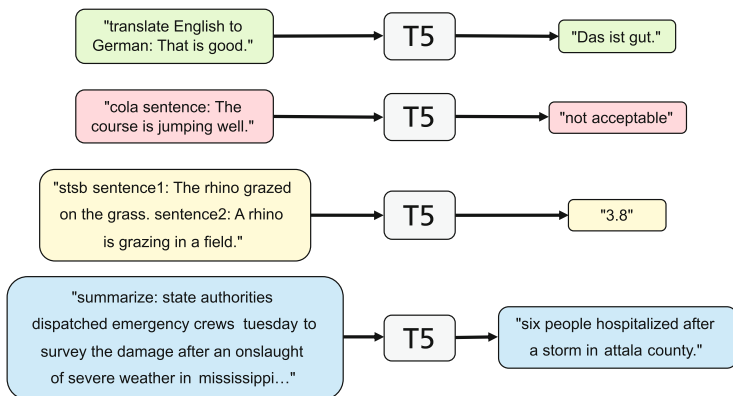 "translate English to
German: That is good."
T5
"Das ist gut."
"cola sentence: The
course is jumping well."
T5
"not acceptable"
"stsb sentence1: The rhino grazed
on the grass. sentence2: A rhino
is grazing in a field."
T5
"3.8"
"summarize: state authorities
dispatched emergency crews tuesday to
survey the damage after an onslaught
of severe weather in mississippi…"
T5
"six people hospitalized after
a storm in attala county."